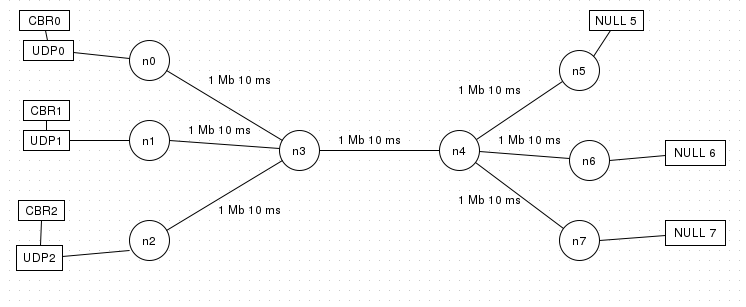 CBR0
NULL 5
UDP0
n0
n5
1 Mb 10 ms
1 Mb 10 ms
CBR1
UDP1
n1
1 Mb 10 ms
n3
1 Mb 10 ms
n4
1 Mb 10 ms
n6
NULL 6
1 Mb 10 ms
1 Mb 10 ms
CBR2
UDP2
n2
n7
NULL 7